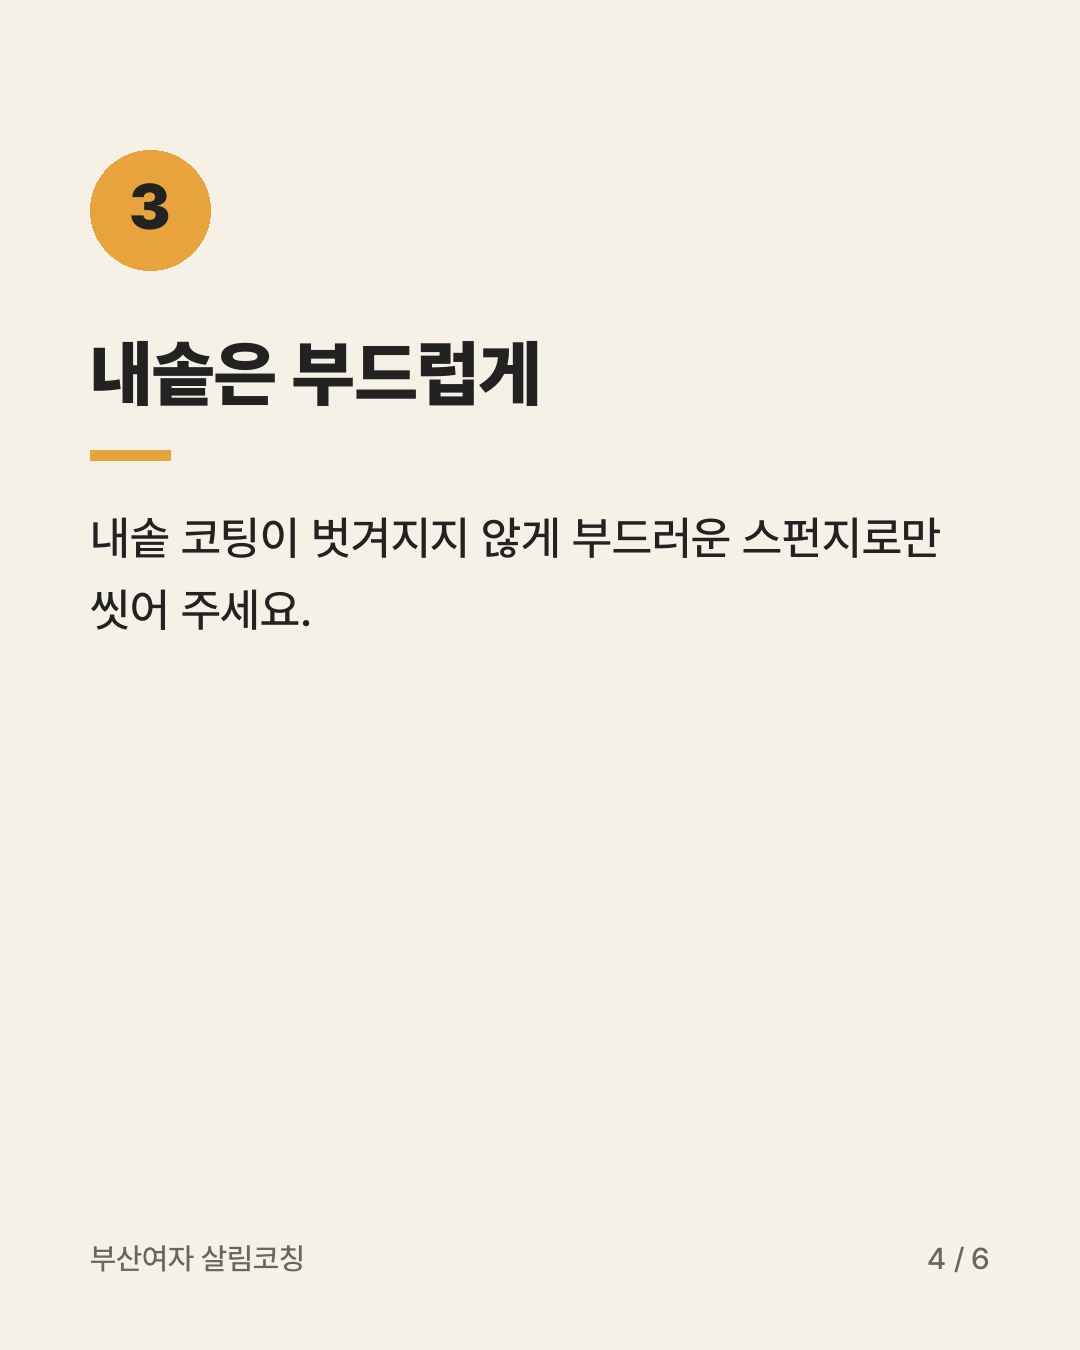 3
내솥은 부드럽게
내솥 코팅이 벗겨지지 않게 부드러운 스펀지로만
씻어 주세요.
부산여자 살림코칭
4 / 6